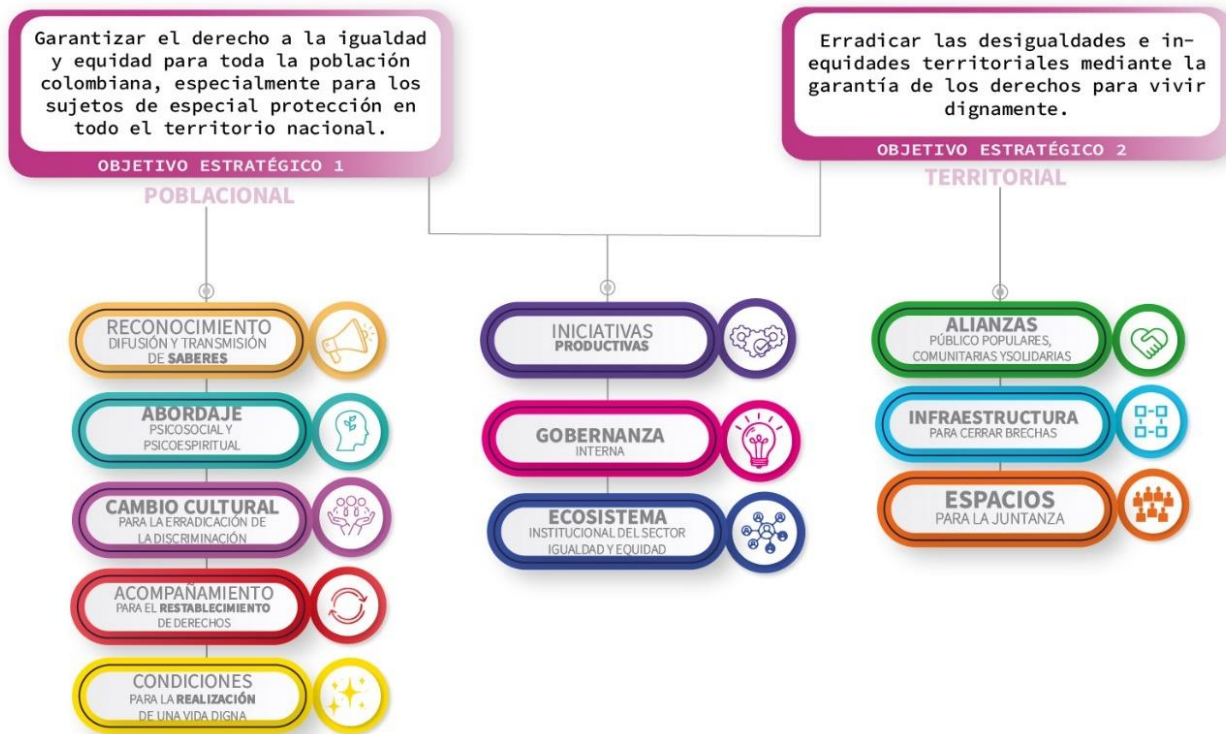 Garantizar el derecho a la igualdad
y equidad para toda la población
colombiana, especialmente para los
sujetos de especial protección en
todo el territorio nacional.
OBJETIVO ESTRATÉGICO 1
POBLACIONAL
Erradicar las desigualdades e in-
equidades territoriales mediante la
garantía de los derechos para vivir
dignamente.
OBJETIVO ESTRATÉGICO 2
TERRITORIAL
RECONOCIMIENTO
DIFUSIÓN Y TRANSMISIÓN
DE SABERES
ABORDAJE
PSICOSOCIAL Y
PSICOESPIRITUAL
CAMBIO CULTURAL
PARA LA ERRADICACIÓN DE
LA DISCRIMINACIÓN
ACOMPAÑAMIENTO
PARA EL RESTABLECIMIENTO
DE DERECHOS
CONDICIONES
PARA LA REALIZACIÓN
DE UNA VIDA DIGNA
INICIATIVAS
PRODUCTIVAS
GOBERNANZA
INTERNA
ECOSISTEMA
INSTITUCIONAL DEL SECTOR
IGUALDAD Y EQUIDAD
ALIANZAS
PÚBLICO POPULARES,
COMUNITARIAS YSOLIDARIAS
INFRAESTRUCTURA
PARA CERRAR BRECHAS
ESPACIOS
PARA LA JUNTANZA